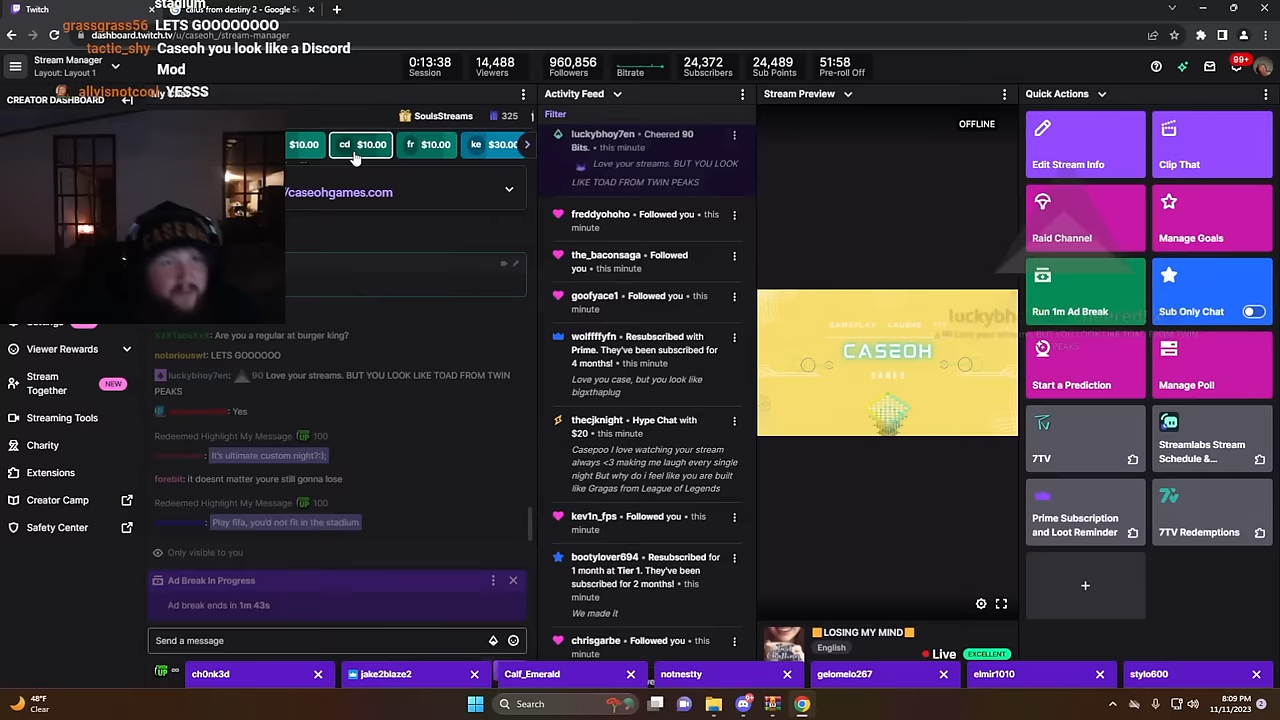 stadium
Twitch
calus from destiny 2 - Google S
grassgrass56 LETS GOOOOOOO
dashboard.twitch.tv/u/caseoh_/stream-manager
tactic_shy Caseoh you look like a Discord
Mod
allyisnotcool YESSS
Stream Manager
Layout: Layout 1
0:13:38
Session
14,488
Viewers
960,856
Followers
Bitrate
24,372
Subscribers
24,489
Sub Points
51:58
Pre-roll Off
99+
CREATOR DASHBOARD
Viewer Rewards
Stream
Together
NEW
Streaming Tools
Charity
Extensions
Creator Camp
Safety Center
SoulsStreams 325
$10.00
cd $10.00
fr $10.00
ke $30.00
/caseohgames.com
Are you a regular at burger king?
notoriouswt: LETS GOOOOOO
luckybhoy7en: 90 Love your streams. BUT YOU LOOK LIKE TOAD FROM TWIN
PEAKS
: Yes
Redeemed Highlight My Message 100
: It's ultimate custom night?:);
forebit: it doesnt matter youre still gonna lose
Redeemed Highlight My Message 100
: Play fifa, you'd not fit in the stadium
Only visible to you
Ad Break In Progress
Ad break ends in 1m 43s
Send a message
Activity Feed
Filter
luckybhoy7en • Cheered 90
Bits. • this minute
Love your streams. BUT YOU LOOK
LIKE TOAD FROM TWIN PEAKS
freddyohoho • Followed you • this
minute
the_baconsaga • Followed
you • this minute
goofyace1 • Followed you • this
minute
wolffffyfn • Resubscribed with
Prime. They've been subscribed for
4 months! • this minute
Love you case, but you look like
bigxthaplug
thecjknight • Hype Chat with
$20 • this minute
Caseppo I love watching your stream
always <3 making me laugh every single
night But why do i feel like you are built
like Gragas from League of Legends
kev1n_fps • Followed you • this
minute
bootylover694 • Resubscribed for
1 month at Tier 1. They've been
subscribed for 2 months! • this
minute
We made it
chrisgarbe • Followed you • this
minute
Stream Preview
OFFLINE
GAMEPLAY LAUGHS
CASEOH
GAMES
LOSING MY MIND
English
Live
EXCELLENT
Quick Actions
Edit Stream Info
Clip That
Raid Channel
Manage Goals
Run 1m Ad Break
Sub Only Chat
luckybh
cheered!
PEAKS
Start a Prediction
Manage Poll
7TV
Streamlabs Stream
Schedule &...
Prime Subscription
and Loot Reminder
7TV Redemptions
+
ch0nk3d
jake2blaze2
Calf_Emerald
notnestty
gelomelo267
elmir1010
stylo600
48°F
Clear
Search
8:09 PM
11/11/2023